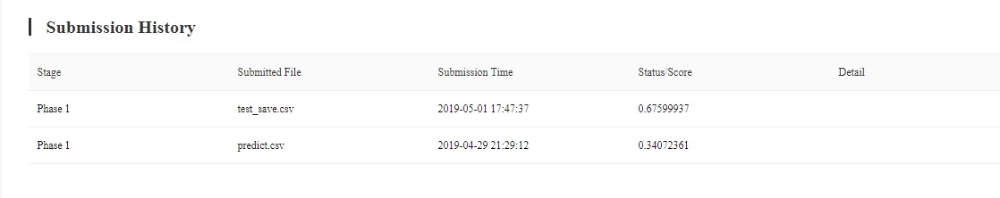 Submission History
Stage Submitted File Submission Time Status/Score Detail
Phase 1 test_save.csv 2019-05-01 17:47:37 0.67599937
Phase 1 predict.csv 2019-04-29 21:29:12 0.34072361